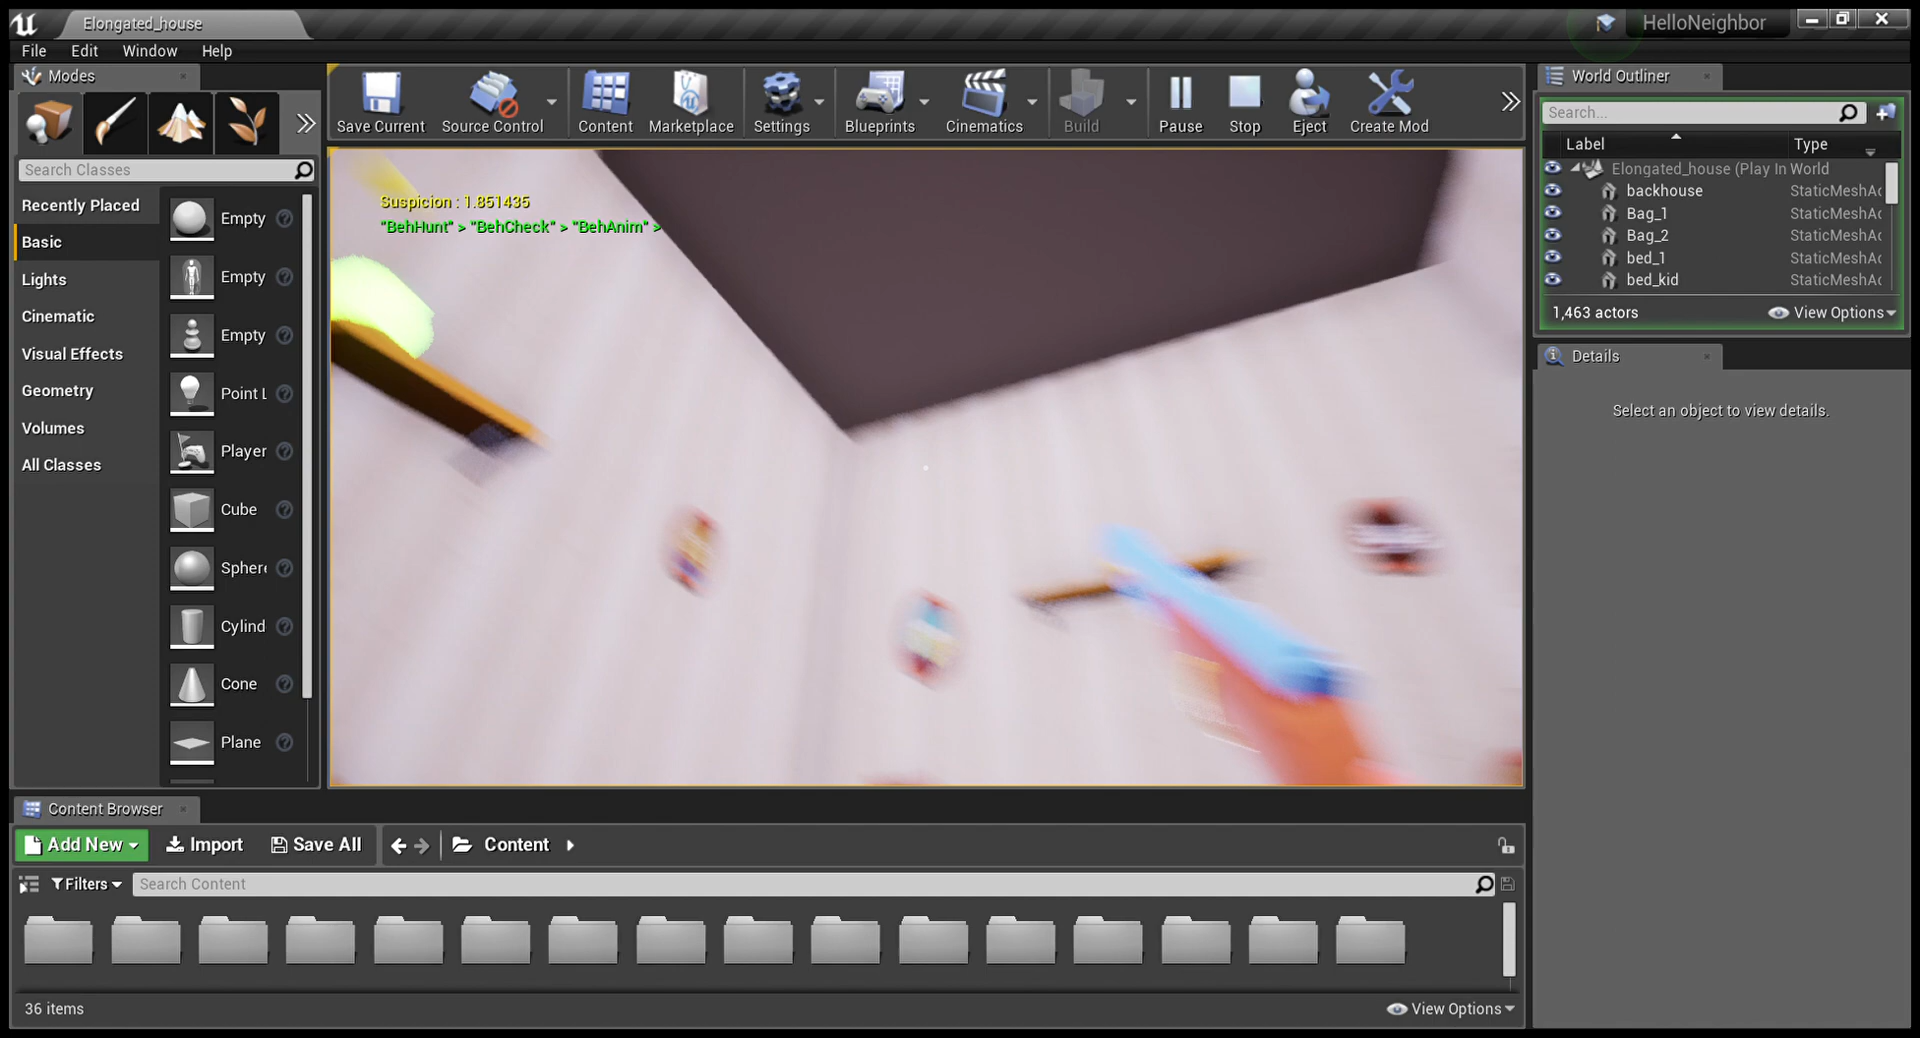 Elongated_house
HelloNeighbor
File Edit Window Help
Modes
Search Classes
Recently Placed
Basic
Lights
Cinematic
Visual Effects
Geometry
Volumes
All Classes
Empty
Empty
Empty
Point L
Player
Cube
Sphere
Cylind
Cone
Plane
Save Current
Source Control
Content
Marketplace
Settings
Blueprints
Cinematics
Build
Pause
Stop
Eject
Create Mod
Suspicion : 1.851435
"BehHunt" > "BehCheck" > "BehAnim" >
World Outliner
Search...
Label Type
Elongated_house (Play In World
backhouse StaticMeshAc
Bag_1 StaticMeshAc
Bag_2 StaticMeshAc
bed_1 StaticMeshAc
bed_kid StaticMeshAc
1,463 actors View Options
Details
Select an object to view details.
Content Browser
Add New Import Save All Content
Filters Search Content
36 items View Options